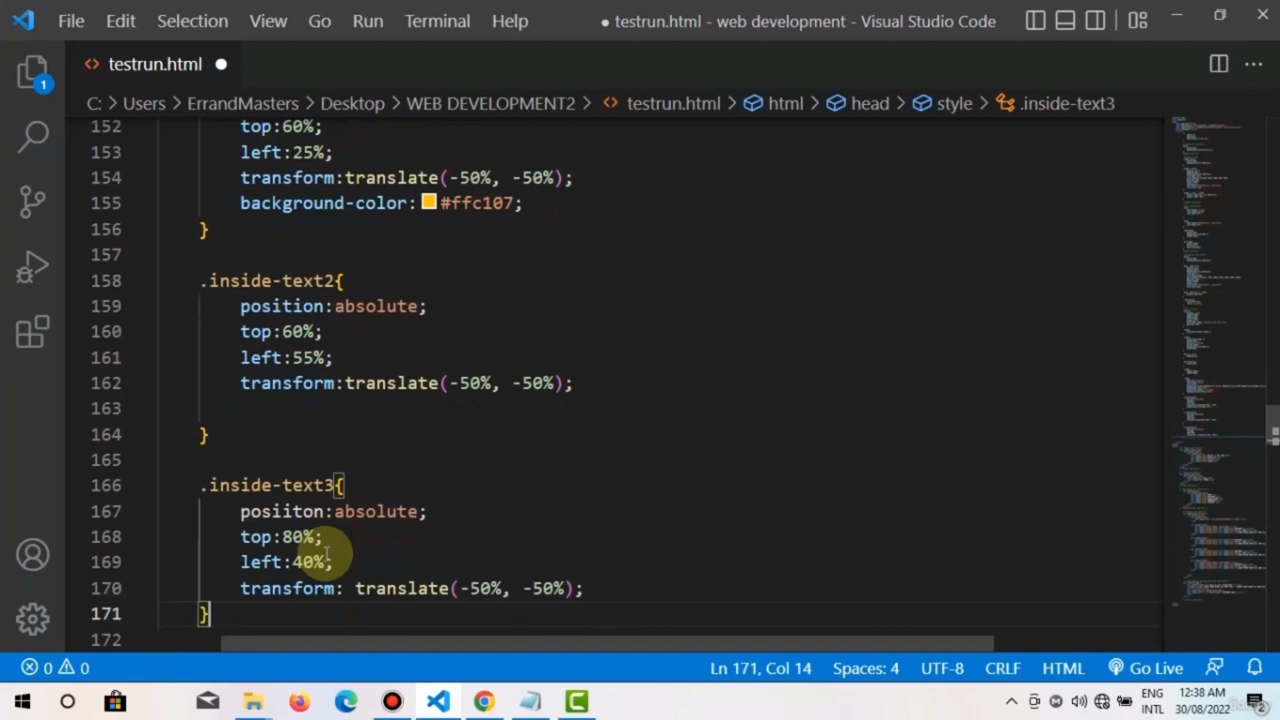 File Edit Selection View Go Run Terminal Help ● testrun.html - web development - Visual Studio Code
testrun.html
C: > Users > ErrandMasters > Desktop > WEB DEVELOPMENT2 > testrun.html > html > head > style > .inside-text3
1
152 top:60%;
153 left:25%;
154 transform:translate(-50%, -50%);
155 background-color: #ffc107;
156 }
157
158 .inside-text2{
159 position:absolute;
160 top:60%;
161 left:55%;
162 transform:translate(-50%, -50%);
163
164 }
165
166 .inside-text3{
167 posiiton:absolute;
168 top:80%;
169 left:40%;
170 transform: translate(-50%, -50%);
171 }
172
0 0 Ln 171, Col 14 Spaces: 4 UTF-8 CRLF HTML Go Live
ENG 12:38 AM
INTL 30/08/2022
2